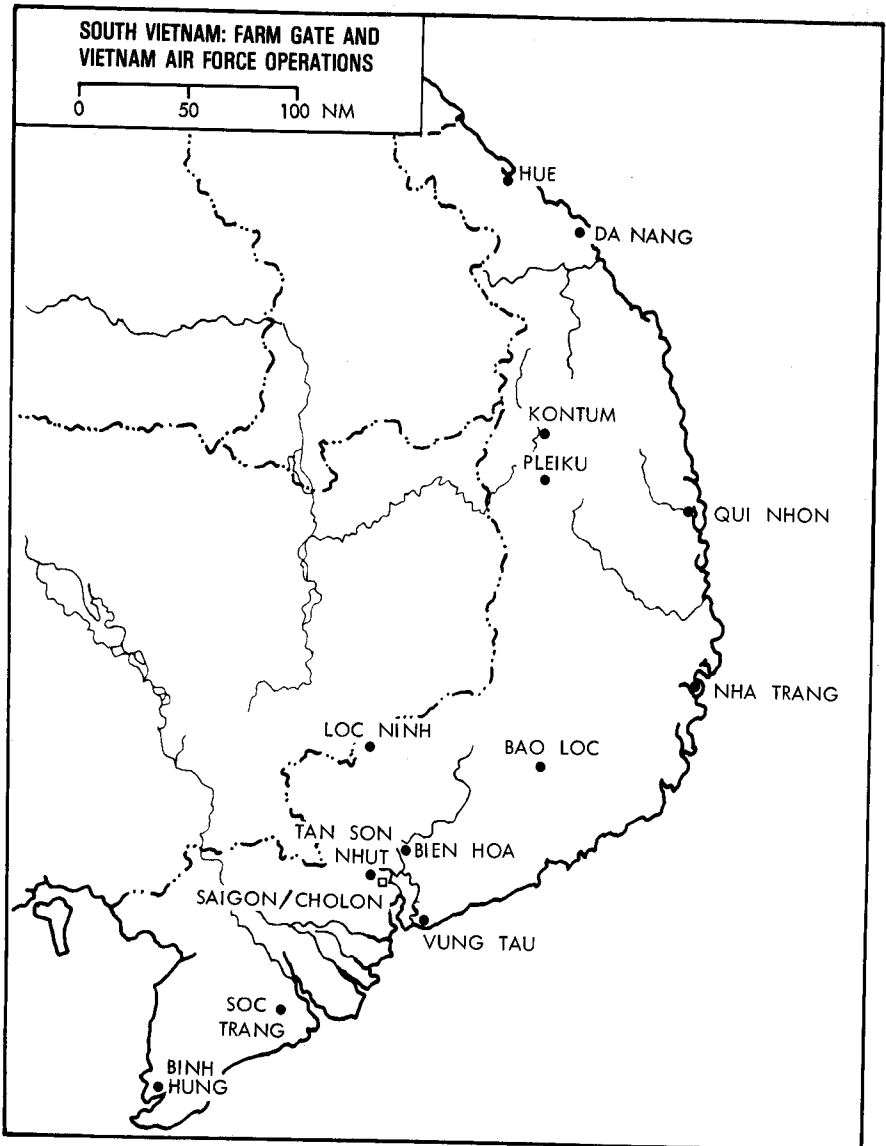 SOUTH VIETNAM: FARM GATE AND
VIETNAM AIR FORCE OPERATIONS
0 50 100 NM
HUE
DA NANG
KONTUM
PLEIKU
QUI NHON
NHA TRANG
LOC NINH
BAO LOC
TAN SON
NHUT
BIEN HOA
SAIGON/CHOLON
VUNG TAU
SOC
TRANG
BINH
HUNG